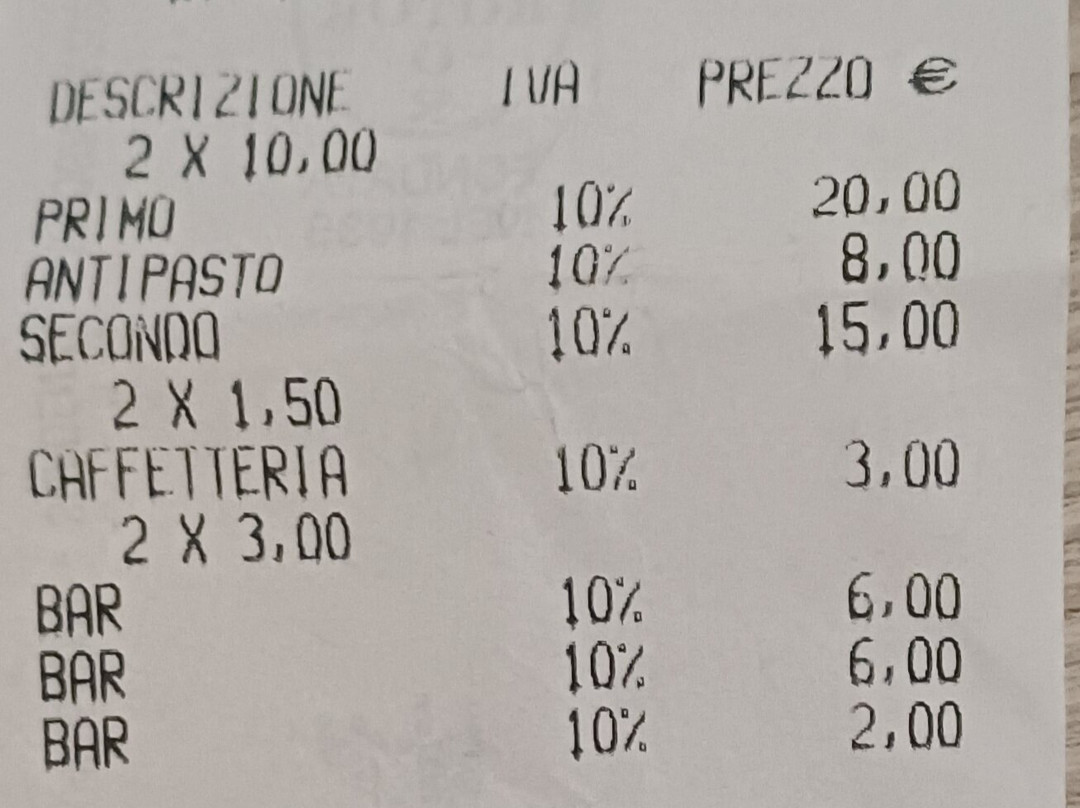 DESCRIZIONE IVA PREZZO €
2 X 10,00
PRIMO 10% 20,00
ANTIPASTO 10% 8,00
SECONDO 10% 15,00
2 X 1,50
CAFFETTERIA 10% 3,00
2 X 3,00
BAR 10% 6,00
BAR 10% 6,00
BAR 10% 2,00